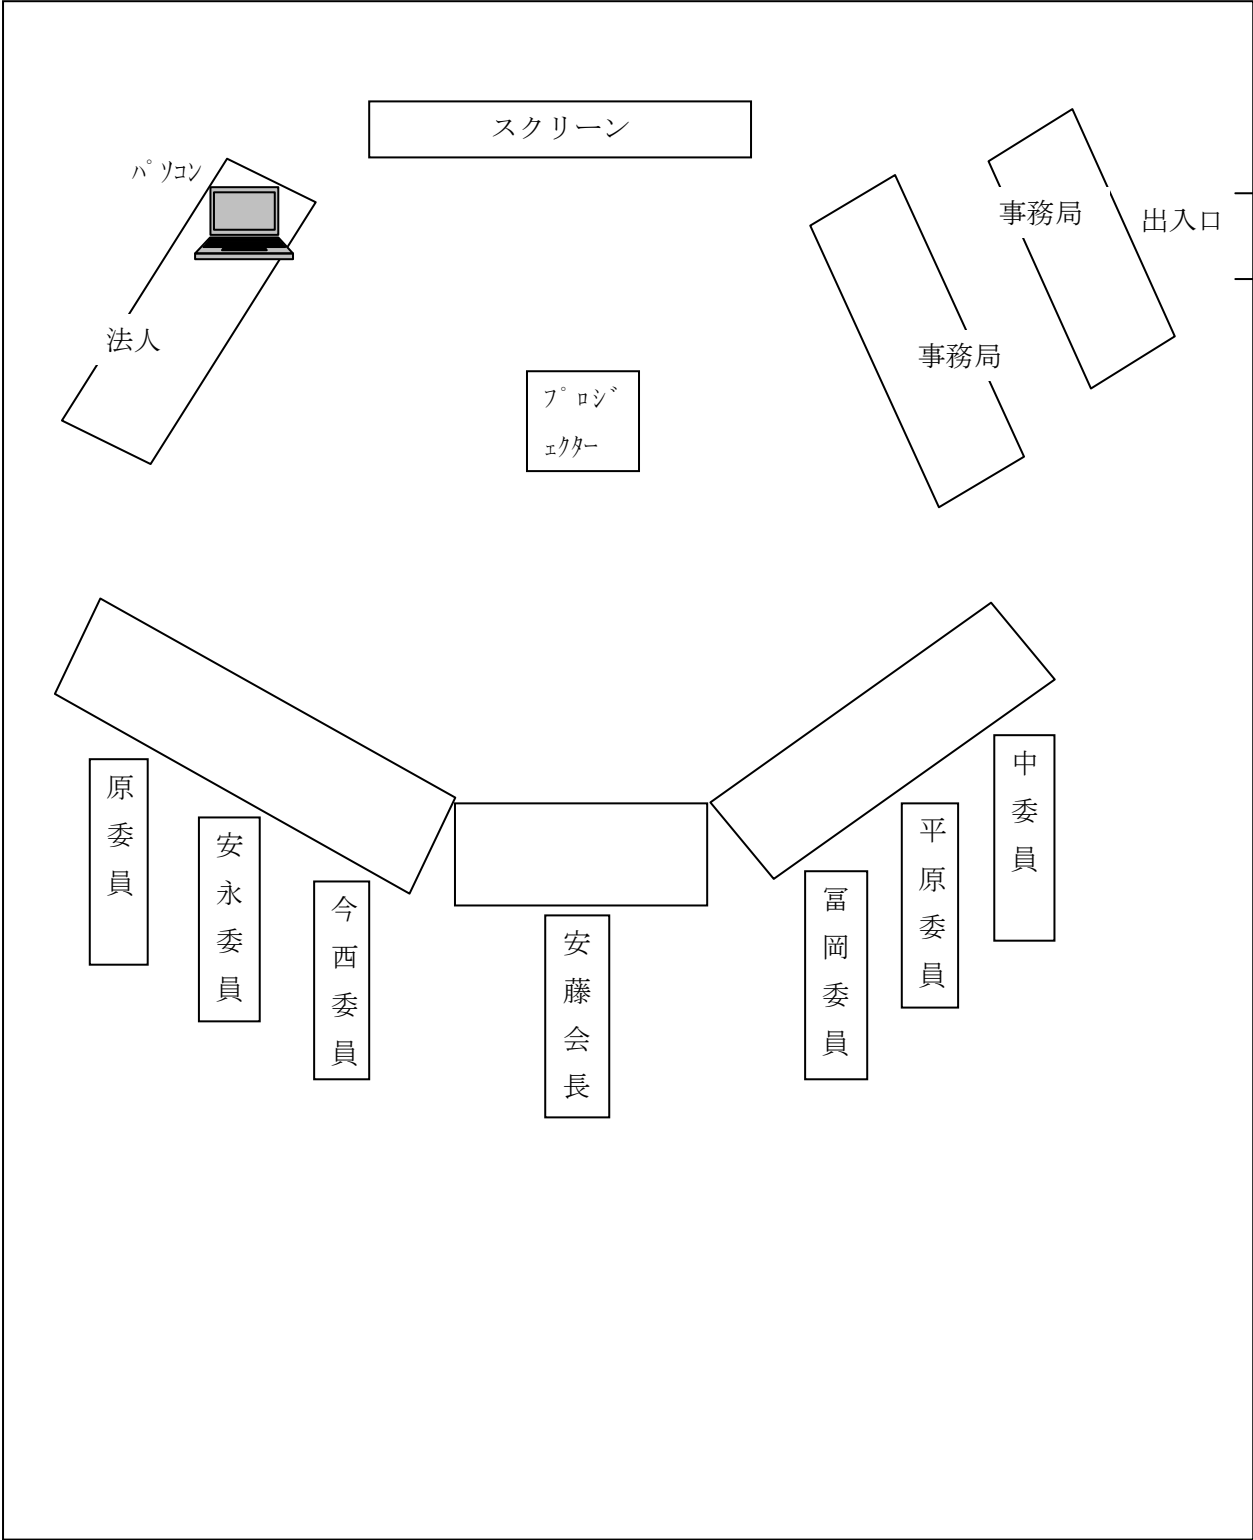 スクリーン
パソコン
事務局
出入口
法人
事務局
プロジ
ェクター
原委員
安永委員
今西委員
安藤会長
冨岡委員
平原委員
中委員